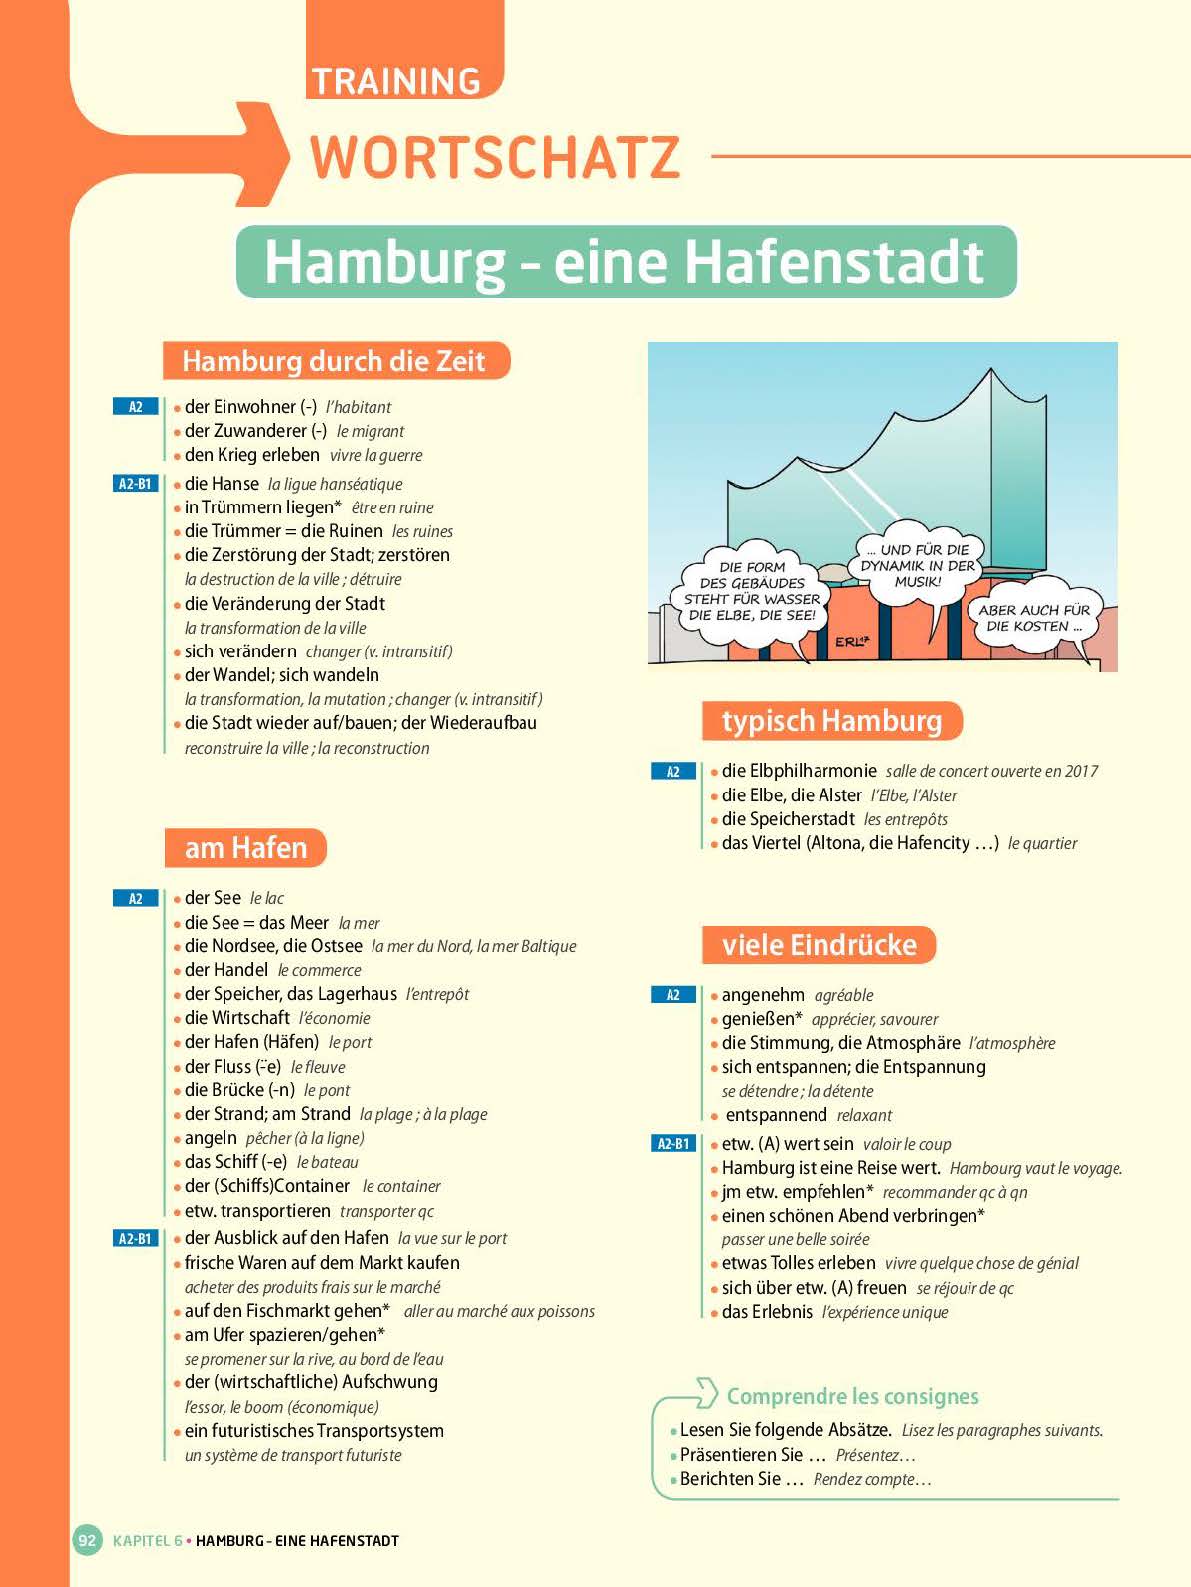 TRAINING
WORTSCHATZ
Hamburg - eine Hafenstadt
Hamburg durch die Zeit
A2
• der Einwohner (-) l'habitant
• der Zuwanderer (-) le migrant
• den Krieg erleben vivre la guerre
A2-B1
• die Hanse la ligue hanséatique
• in Trümmern liegen* être en ruine
• die Trümmer = die Ruinen les ruines
• die Zerstörung der Stadt; zerstören
la destruction de la ville ; détruire
• die Veränderung der Stadt
la transformation de la ville
• sich verändern changer (v. intransitif)
• der Wandel; sich wandeln
la transformation, la mutation ; changer (v. intransitif)
• die Stadt wieder auf/bauen; der Wiederaufbau
reconstruire la ville ; la reconstruction
am Hafen
A2
• der See le lac
• die See = das Meer la mer
• die Nordsee, die Ostsee la mer du Nord, la mer Baltique
• der Handel le commerce
• der Speicher, das Lagerhaus l'entrepôt
• die Wirtschaft l'économie
• der Hafen (Häfen) le port
• der Fluss (¨e) le fleuve
• die Brücke (-n) le pont
• der Strand; am Strand la plage ; à la plage
• angeln pêcher (à la ligne)
• das Schiff (-e) le bateau
• der (Schiffs)Container le container
• etw. transportieren transporter qc
A2-B1
• der Ausblick auf den Hafen la vue sur le port
• frische Waren auf dem Markt kaufen
acheter des produits frais sur le marché
• auf den Fischmarkt gehen* aller au marché aux poissons
• am Ufer spazieren/gehen*
se promener sur la rive, au bord de l'eau
• der (wirtschaftliche) Aufschwung
l'essor, le boom (économique)
• ein futuristisches Transportsystem
un système de transport futuriste
DIE FORM
DES GEBÄUDES
STEHT FÜR WASSER
DIE ELBE, DIE SEE!
... UND FÜR DIE
DYNAMIK IN DER
MUSIK!
ABER AUCH FÜR
DIE KOSTEN ...
ERL17
typisch Hamburg
A2
• die Elbphilharmonie salle de concert ouverte en 2017
• die Elbe, die Alster l'Elbe, l'Alster
• die Speicherstadt les entrepôts
• das Viertel (Altona, die Hafencity ...) le quartier
viele Eindrücke
A2
• angenehm agréable
• genießen* apprécier, savourer
• die Stimmung, die Atmosphäre l'atmosphère
• sich entspannen; die Entspannung
se détendre ; la détente
• entspannend relaxant
A2-B1
• etw. (A) wert sein valoir le coup
• Hamburg ist eine Reise wert. Hambourg vaut le voyage.
• jm etw. empfehlen* recommander qc à qn
• einen schönen Abend verbringen*
passer une belle soirée
• etwas Tolles erleben vivre quelque chose de génial
• sich über etw. (A) freuen se réjouir de qc
• das Erlebnis l'expérience unique
Comprendre les consignes
• Lesen Sie folgende Absätze. Lisez les paragraphes suivants.
• Präsentieren Sie ... Présentez...
• Berichten Sie ... Rendez compte...
92 KAPITEL 6 • HAMBURG - EINE HAFENSTADT